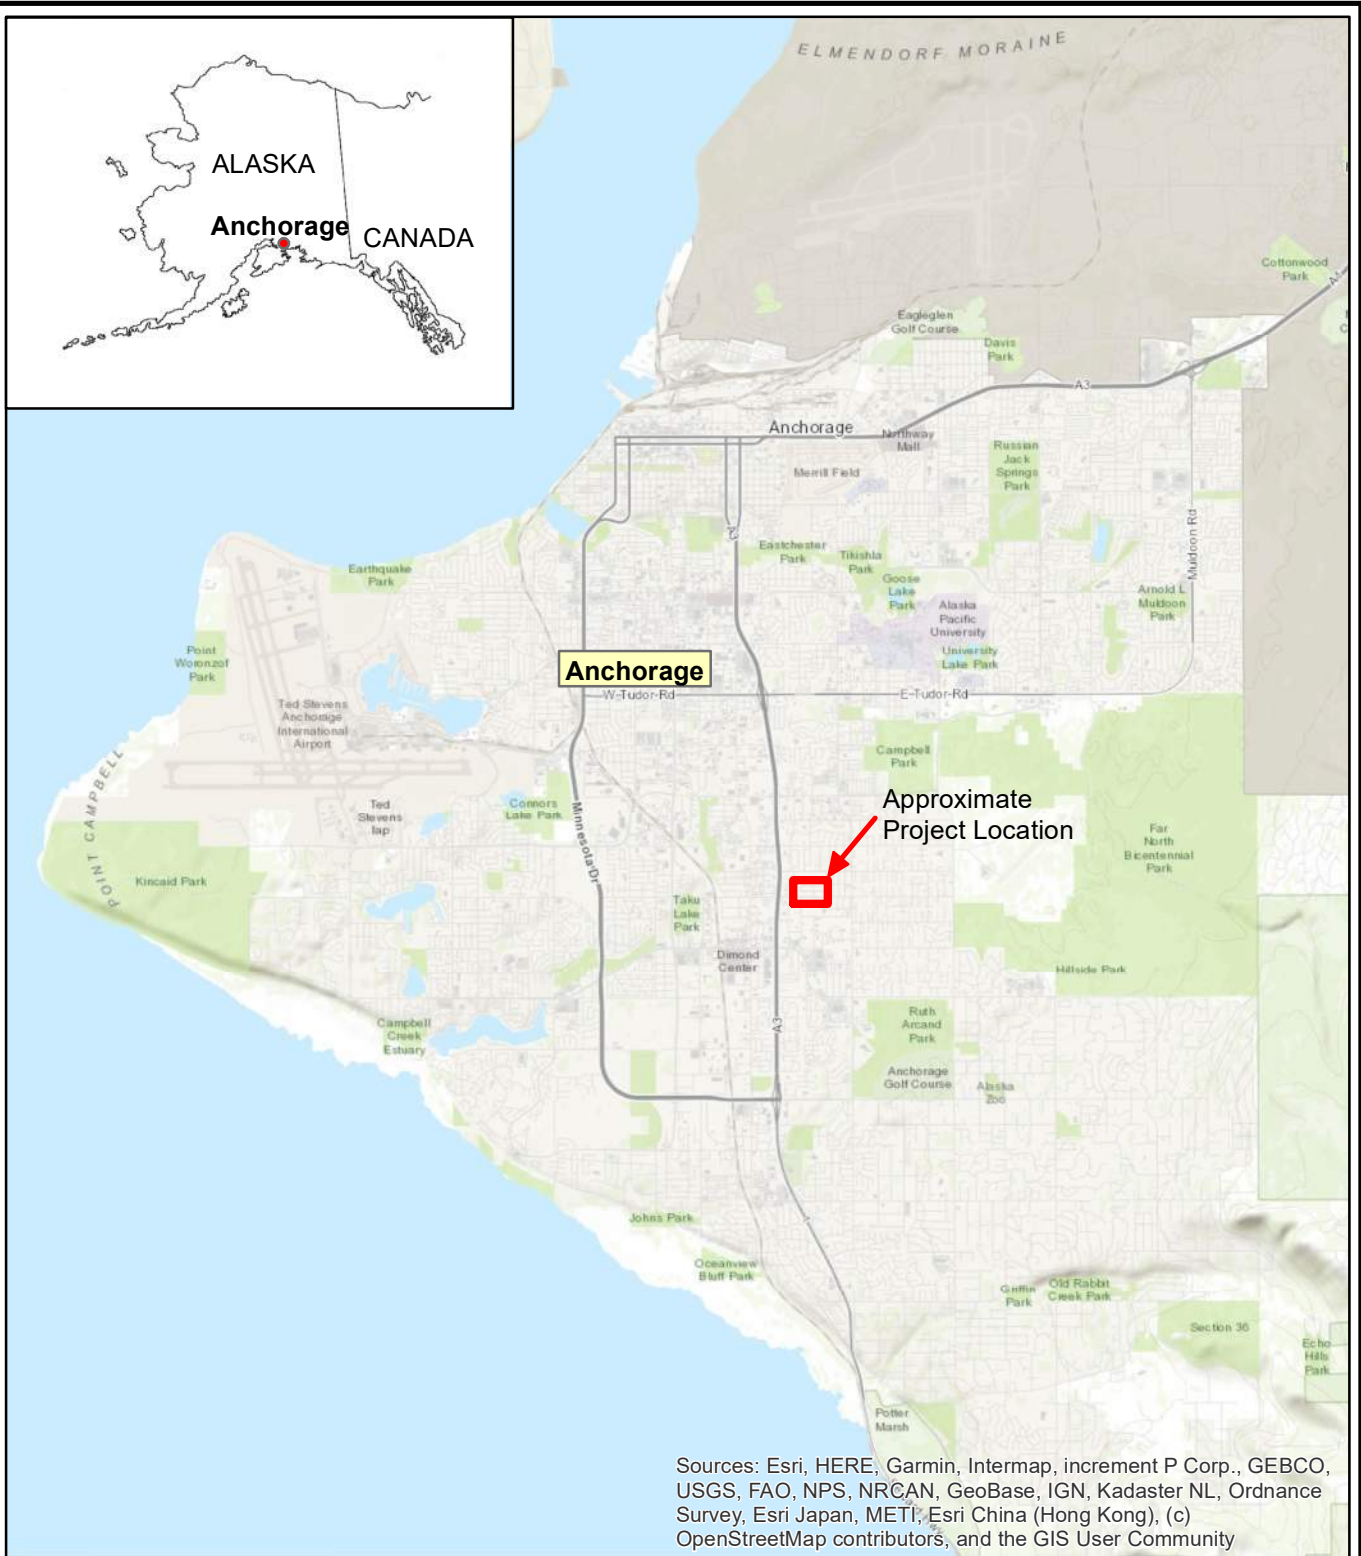 ALASKA
Anchorage
CANADA
ELMENDORF MORAINE
Cottonwood
Park
A4
Eagleglen
Golf Course
Davis
Park
A3
Anchorage
Northway
Mall
Merrill Field
Russian
Jack
Springs
Park
A3
Muldoon Rd
Eastchester
Park
Tikishla
Park
Goose
Lake
Park
Earthquake
Park
Alaska
Pacific
University
Arnold L
Muldoon
Park
University
Lake Park
Point
Woronzof
Park
Anchorage
W-Tudor-Rd
E-Tudor-Rd
Ted Stevens
Anchorage
International
Airport
Campbell
Park
POINT CAMPBELL
Ted
Stevens
Iap
Connors
Lake Park
Minnesota Dr
Approximate
Project Location
Far
North
Bicentennial
Park
Kincaid Park
Taku
Lake
Park
Dimond
Center
Hillside Park
Campbell
Creek
Estuary
A3
Ruth
Arcand
Park
Anchorage
Golf Course
Alaska
Zoo
Johns Park
1
Oceanview
Bluff Park
Griffin
Park
Old Rabbit
Creek Park
Section 36
Echo
Hills
Park
Potter
Marsh
Sources: Esri, HERE, Garmin, Intermap, increment P Corp., GEBCO,
USGS, FAO, NPS, NRCAN, GeoBase, IGN, Kadaster NL, Ordnance
Survey, Esri Japan, METI, Esri China (Hong Kong), (c)
OpenStreetMap contributors, and the GIS User Community